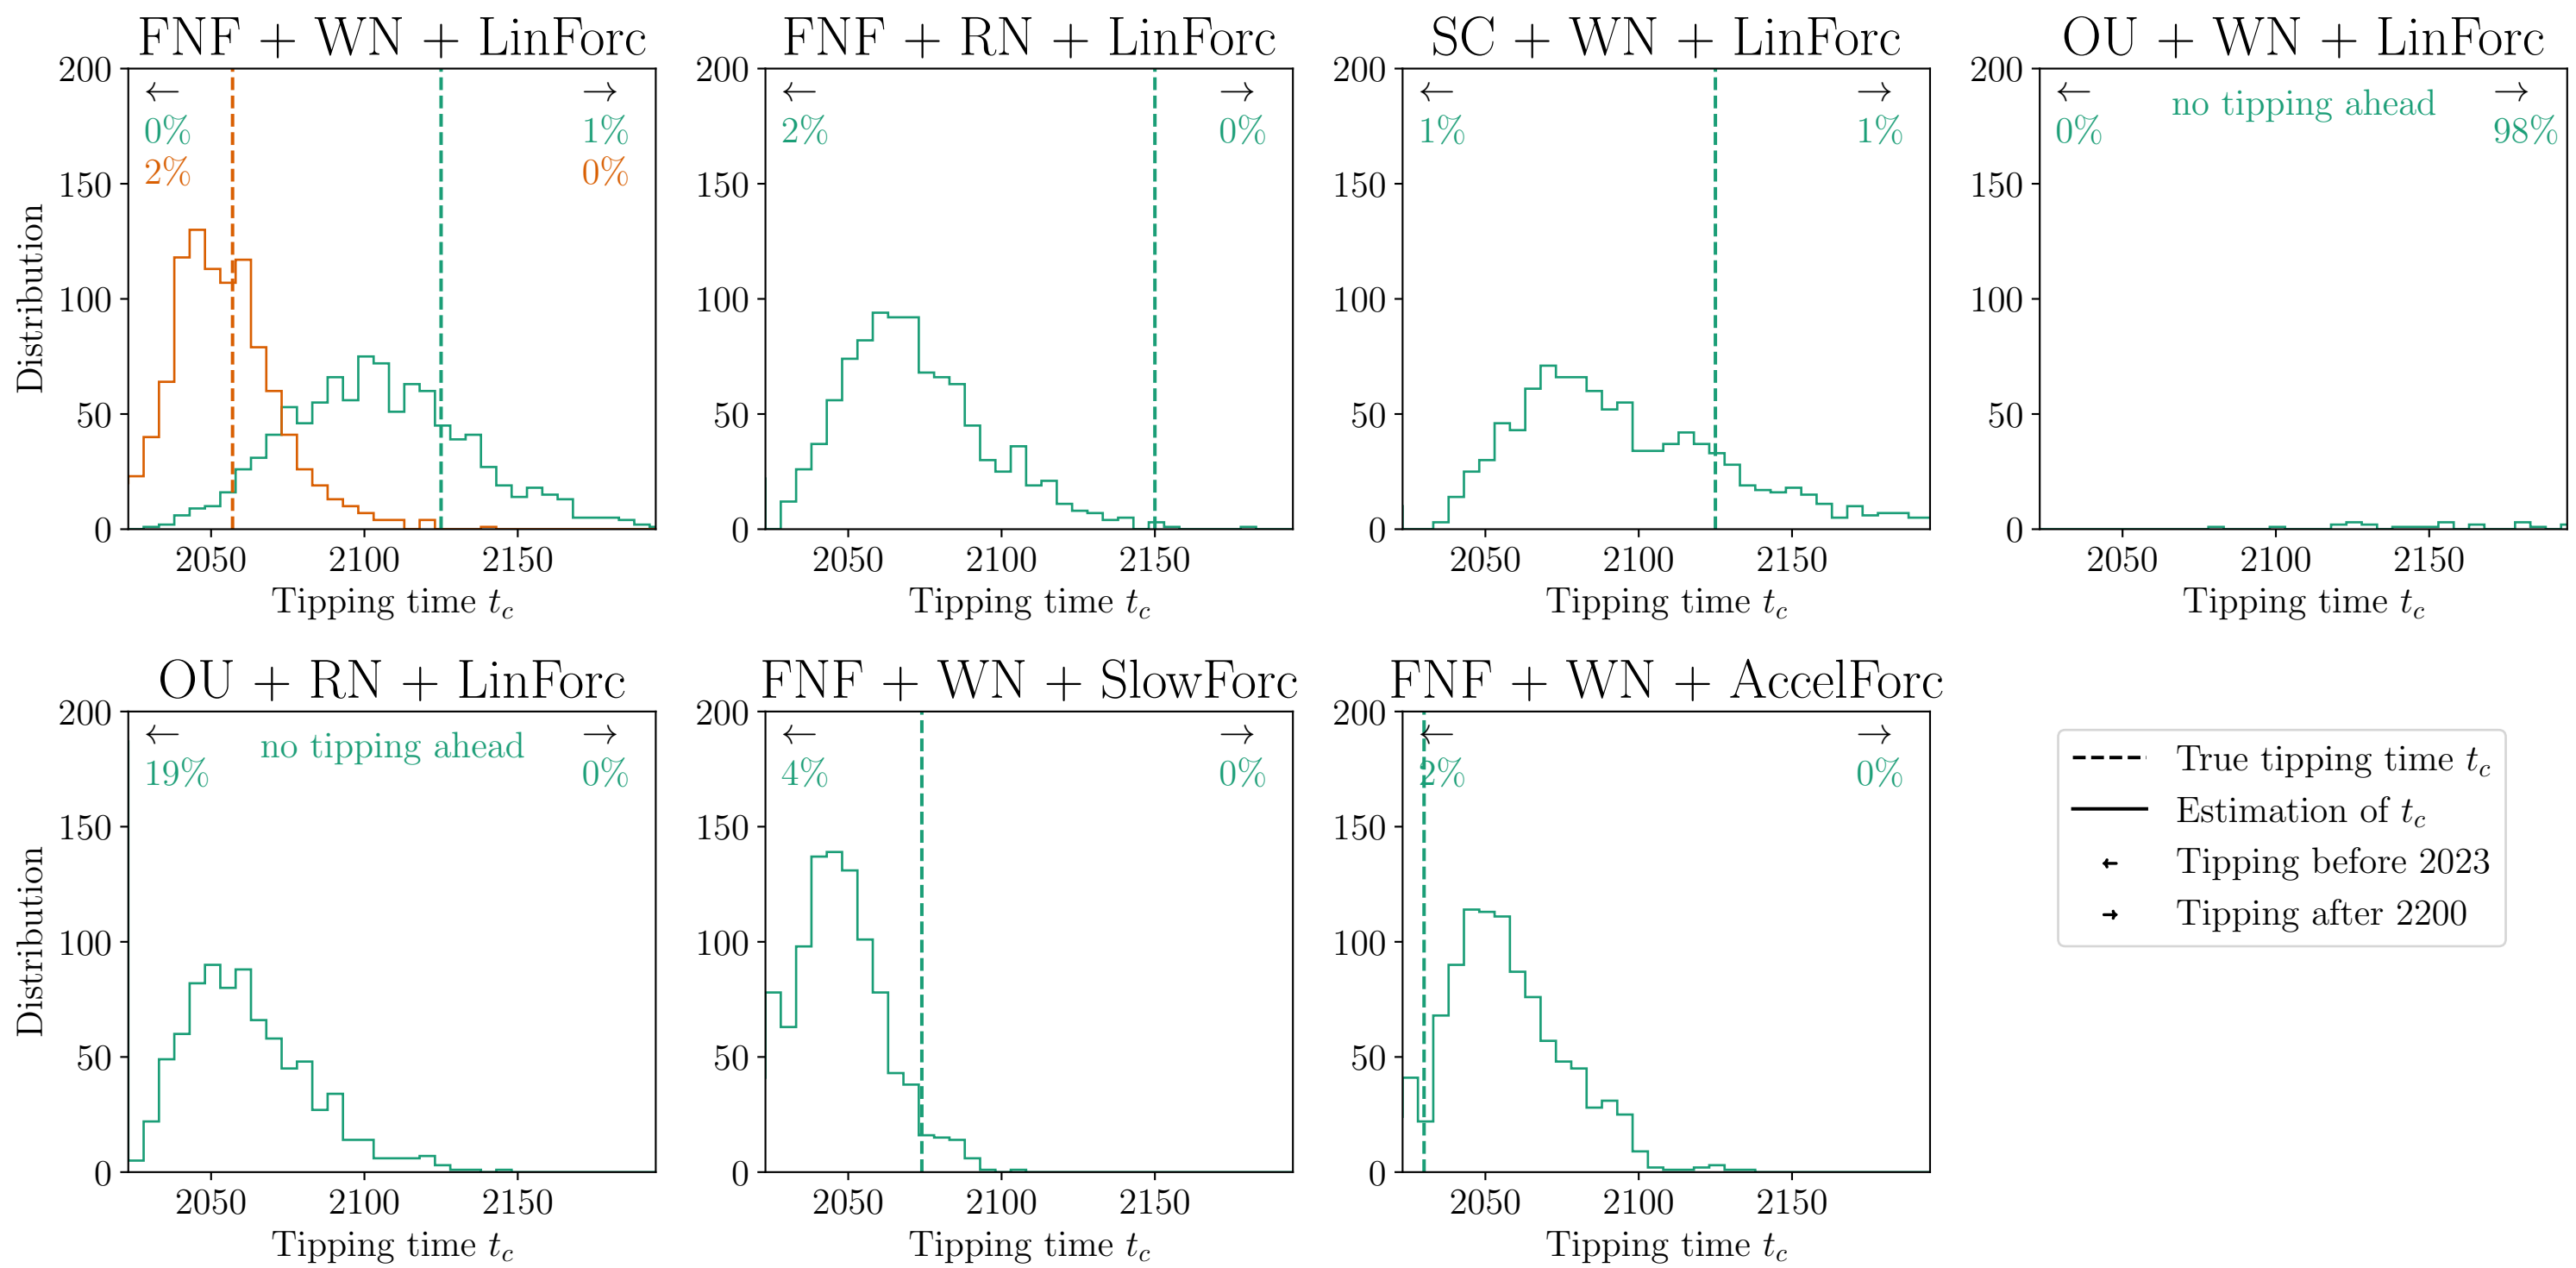 FNF + WN + LinForc
200
150
100
50
0
Distribution
←
0%
2%
→
1%
0%
2050 2100 2150
Tipping time t_c
FNF + RN + LinForc
200
150
100
50
0
←
2%
→
0%
2050 2100 2150
Tipping time t_c
SC + WN + LinForc
200
150
100
50
0
←
1%
→
1%
2050 2100 2150
Tipping time t_c
OU + WN + LinForc
200
150
100
50
0
←
0%
no tipping ahead
→
98%
2050 2100 2150
Tipping time t_c
OU + RN + LinForc
200
150
100
50
0
Distribution
←
19%
no tipping ahead
→
0%
2050 2100 2150
Tipping time t_c
FNF + WN + SlowForc
200
150
100
50
0
←
4%
→
0%
2050 2100 2150
Tipping time t_c
FNF + WN + AccelForc
200
150
100
50
0
←
2%
→
0%
2050 2100 2150
Tipping time t_c
True tipping time t_c
Estimation of t_c
← Tipping before 2023
→ Tipping after 2200